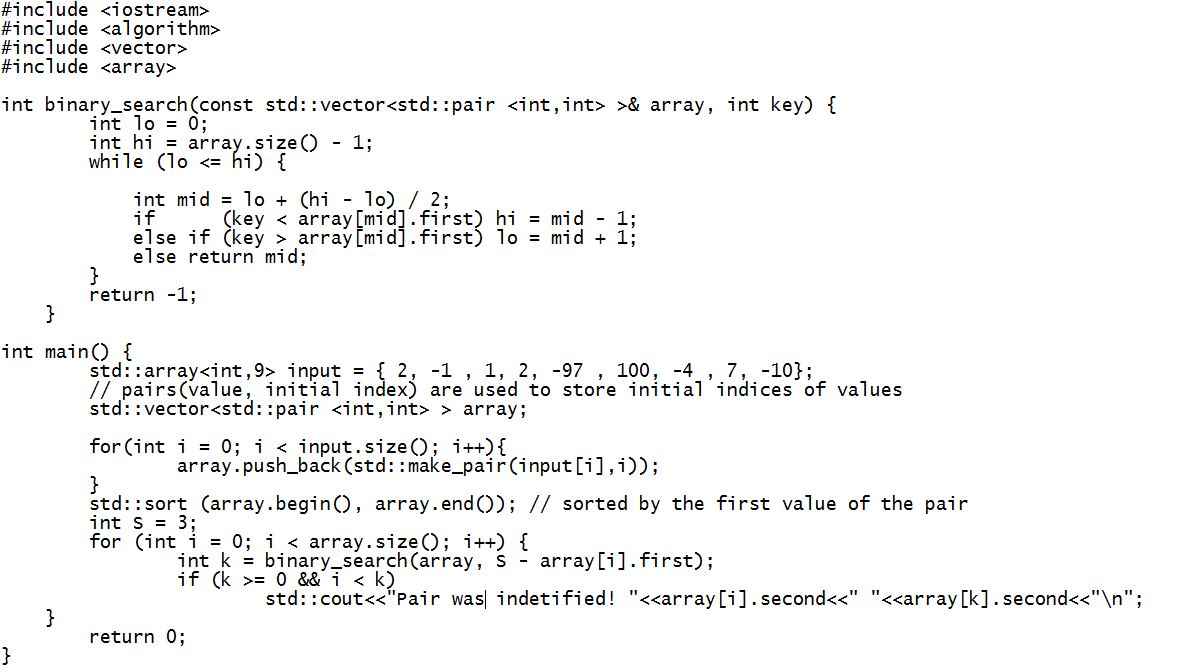 #include <iostream>
#include <algorithm>
#include <vector>
#include <array>
int binary_search(const std::vector<std::pair <int,int> >& array, int key) {
int lo = 0;
int hi = array.size() - 1;
while (lo <= hi) {
int mid = lo + (hi - lo) / 2;
if      (key < array[mid].first) hi = mid - 1;
else if (key > array[mid].first) lo = mid + 1;
else return mid;
}
return -1;
}
int main() {
std::array<int,9> input = { 2, -1 , 1, 2, -97 , 100, -4 , 7, -10};
// pairs(value, initial index) are used to store initial indices of values
std::vector<std::pair <int,int> > array;
for(int i = 0; i < input.size(); i++){
array.push_back(std::make_pair(input[i],i));
}
std::sort (array.begin(), array.end()); // sorted by the first value of the pair
int S = 3;
for (int i = 0; i < array.size(); i++) {
int k = binary_search(array, S - array[i].first);
if (k >= 0 && i < k)
std::cout<<"Pair was indetified! "<<array[i].second<<" "<<array[k].second<<"\n";
}
return 0;
}